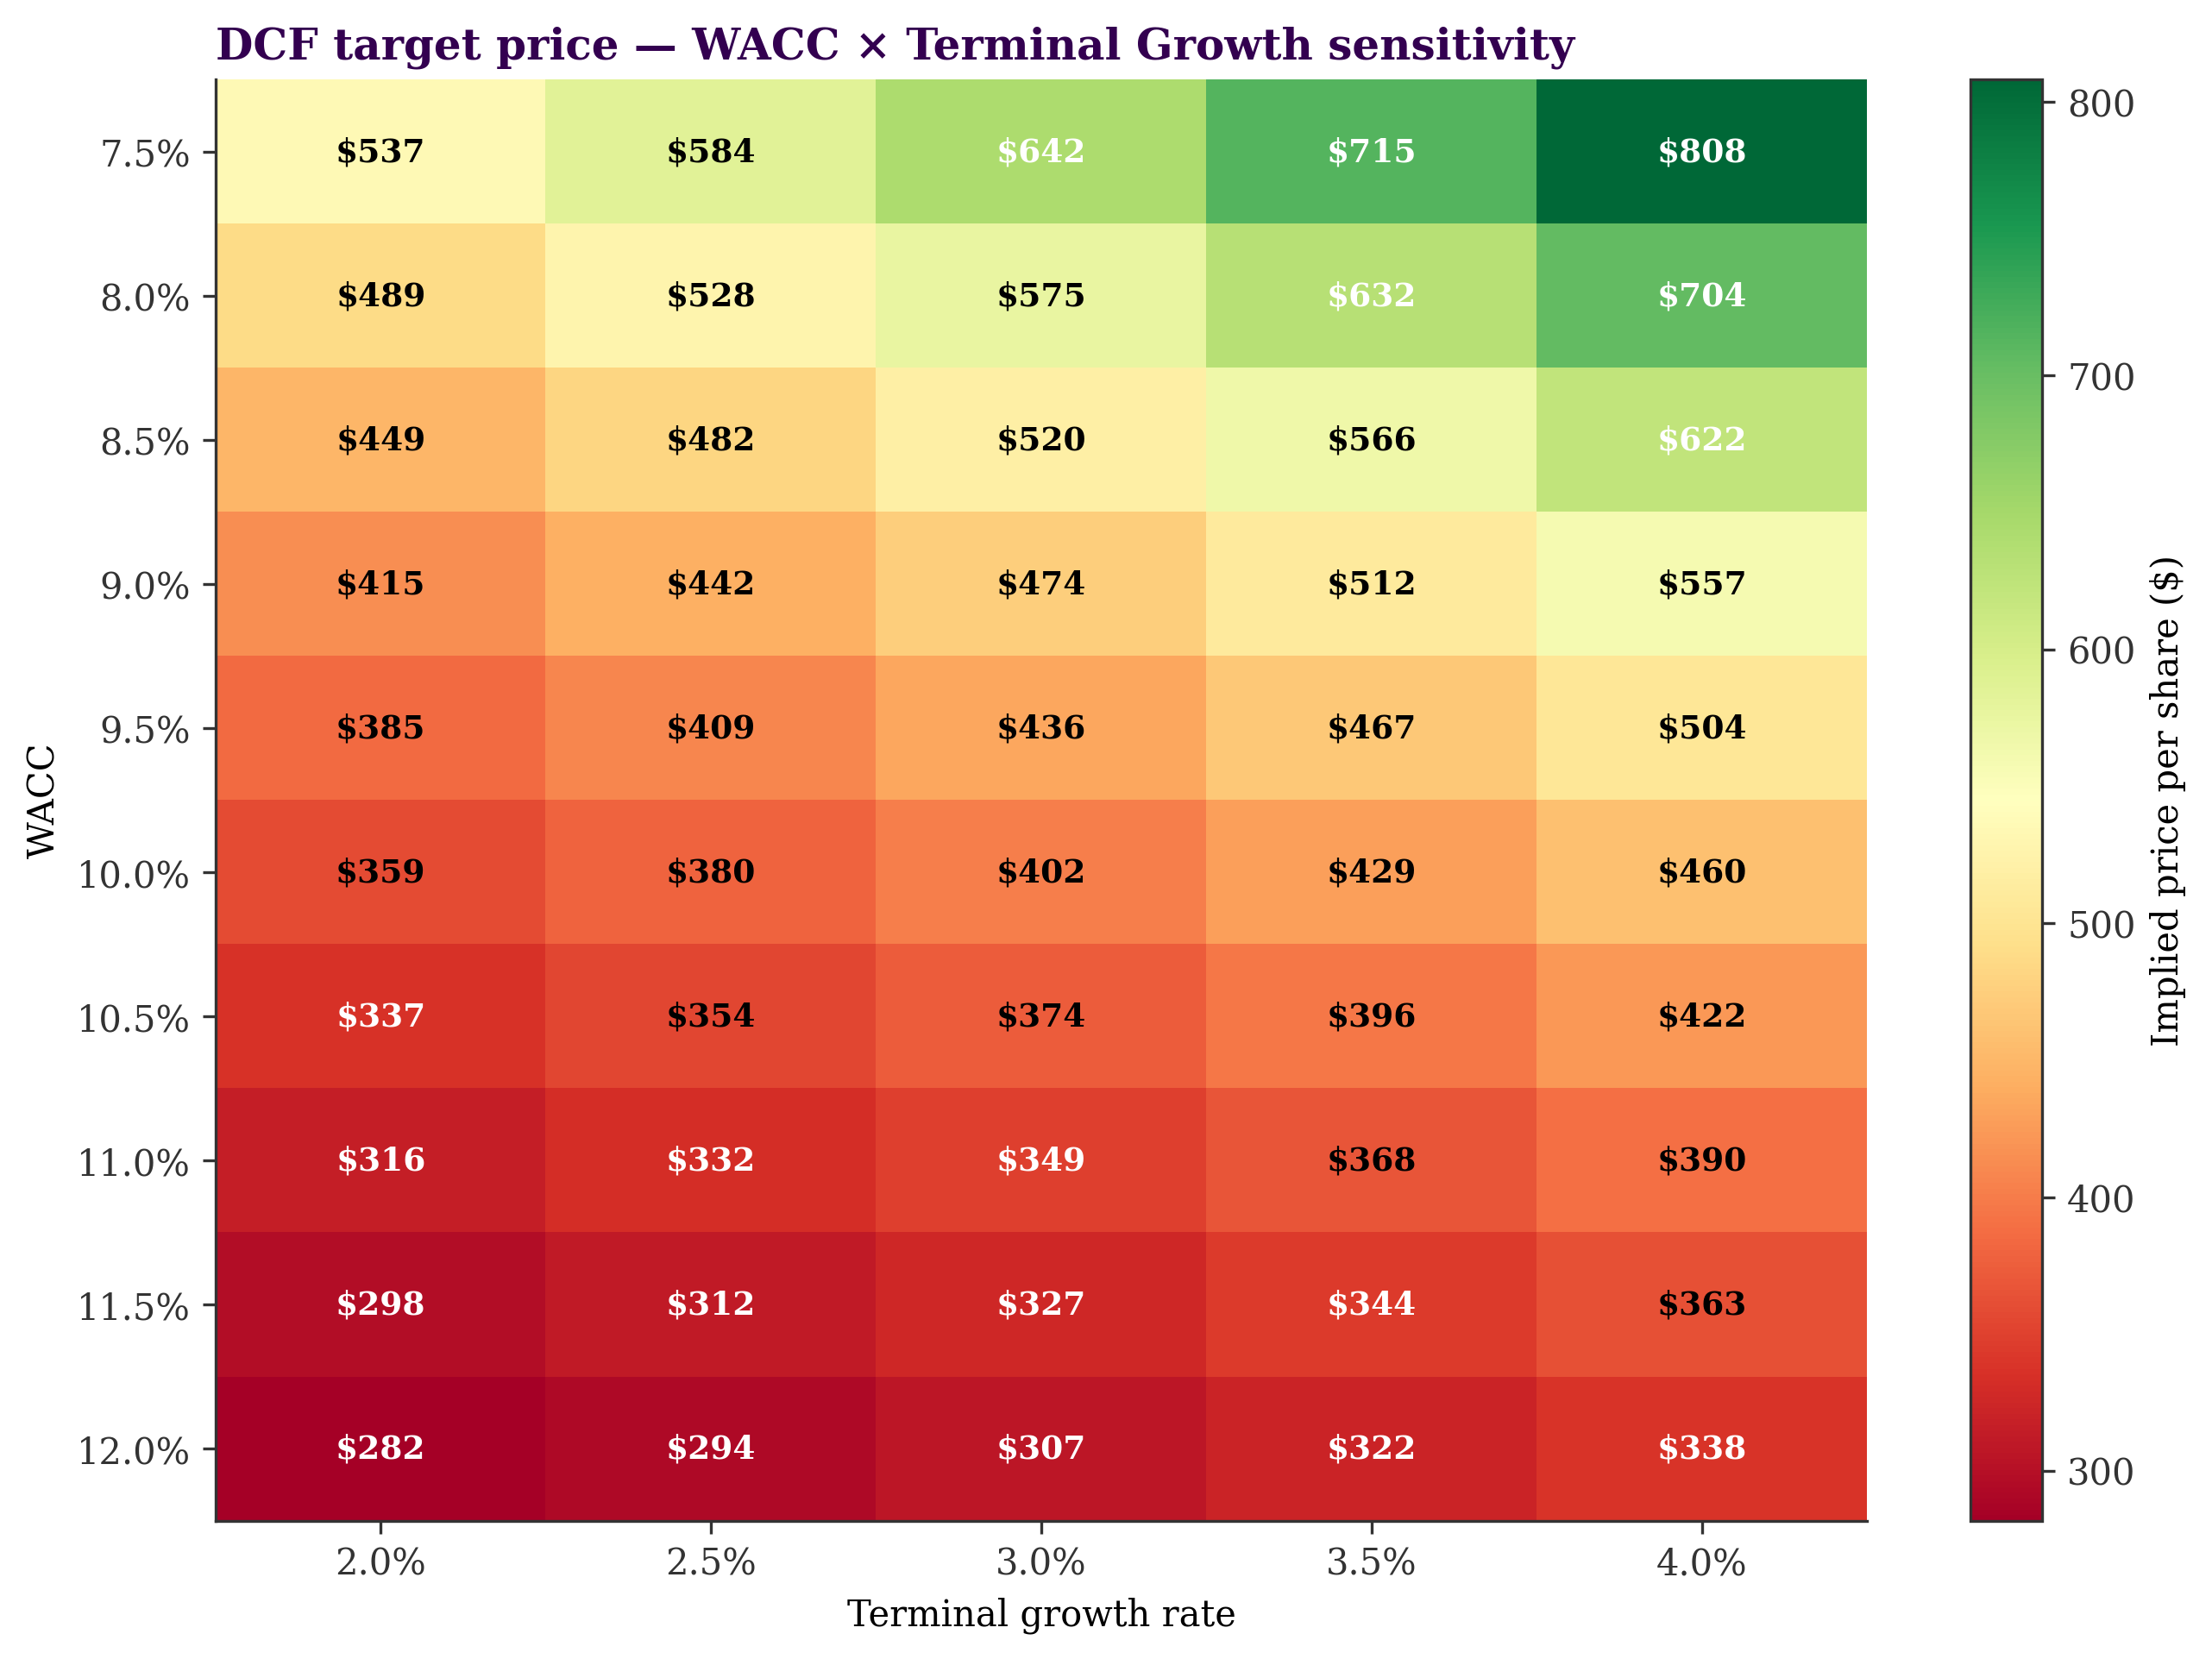 DCF target price — WACC × Terminal Growth sensitivity
WACC
7.5% $537 $584 $642 $715 $808
8.0% $489 $528 $575 $632 $704
8.5% $449 $482 $520 $566 $622
9.0% $415 $442 $474 $512 $557
9.5% $385 $409 $436 $467 $504
10.0% $359 $380 $402 $429 $460
10.5% $337 $354 $374 $396 $422
11.0% $316 $332 $349 $368 $390
11.5% $298 $312 $327 $344 $363
12.0% $282 $294 $307 $322 $338
2.0% 2.5% 3.0% 3.5% 4.0%
Terminal growth rate
800
700
600
500
400
300
Implied price per share ($)